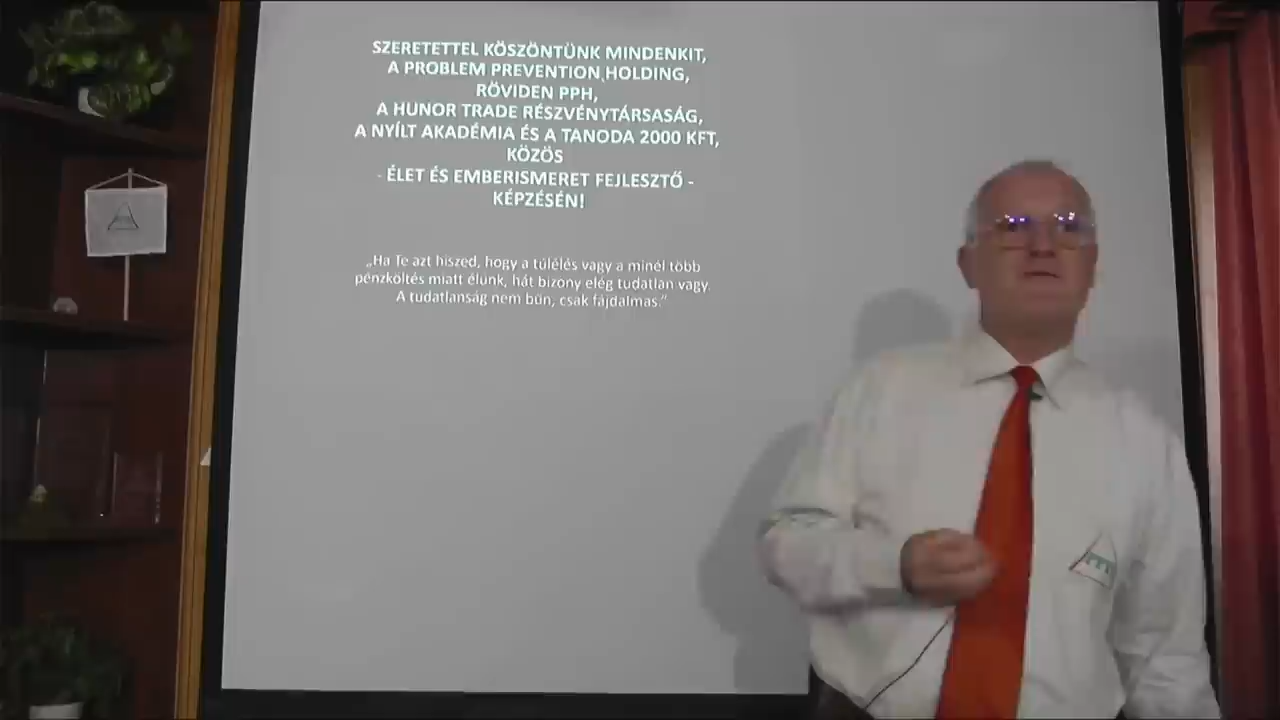 SZERETETTEL KÖSZÖNTÜNK MINDENKIT,
A PROBLEM PREVENTION HOLDING,
RÖVIDEN PPH,
A HUNOR TRADE RÉSZVÉNYTÁRSASÁG,
A NYÍLT AKADÉMIA ÉS A TANODA 2000 KFT,
KÖZÖS
- ÉLET ÉS EMBERISMERET FEJLESZTŐ -
KÉPZÉSÉN!
„Ha Te azt hiszed, hogy a túlélés vagy a minél több
pénzköltés miatt élünk, hát bizony elég tudatlan vagy.
A tudatlanság nem bűn, csak fájdalmas.”